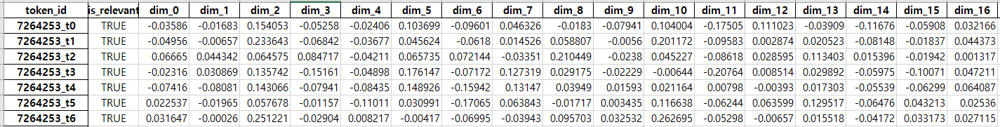 token_id is_relevant dim_0 dim_1 dim_2 dim_3 dim_4 dim_5 dim_6 dim_7 dim_8 dim_9 dim_10 dim_11 dim_12 dim_13 dim_14 dim_15 dim_16
7264253_t0 TRUE -0.03586 -0.01683 0.154053 -0.05258 -0.02406 0.103699 -0.09601 0.046326 -0.0183 -0.07941 0.104004 -0.17505 0.111023 -0.03909 -0.11676 -0.05908 0.032166
7264253_t1 TRUE -0.04956 -0.00657 0.233643 -0.06842 -0.03677 0.045624 -0.0618 0.014526 0.058807 -0.0056 0.201172 -0.09583 0.002874 0.020523 -0.08148 -0.01837 0.044373
7264253_t2 TRUE 0.06665 0.044342 0.064575 0.084717 -0.04211 0.065735 0.072144 -0.03351 0.210449 -0.0238 0.045227 -0.08618 0.028595 0.113403 0.015396 -0.01942 0.001317
7264253_t3 TRUE -0.02316 0.030869 0.135742 -0.15161 -0.04898 0.176147 -0.07172 0.127319 0.029175 -0.02229 -0.00644 -0.20764 0.008514 0.029892 -0.05975 -0.10071 0.047211
7264253_t4 TRUE -0.07416 -0.08081 0.143066 -0.07941 -0.08435 0.148926 -0.15942 0.13147 0.03949 0.01593 0.021164 0.00798 -0.00393 0.017303 -0.05539 -0.06299 0.064087
7264253_t5 TRUE 0.022537 -0.01965 0.057678 -0.01157 -0.11011 0.030991 -0.17065 0.063843 -0.01717 0.003435 0.116638 -0.06244 0.063599 0.129517 -0.06476 0.043213 0.02536
7264253_t6 TRUE 0.031647 -0.00026 0.251221 -0.02904 0.008217 -0.00417 -0.06995 -0.03943 0.095703 0.032532 0.262695 -0.05298 -0.00657 0.015518 -0.04172 0.033173 0.027115